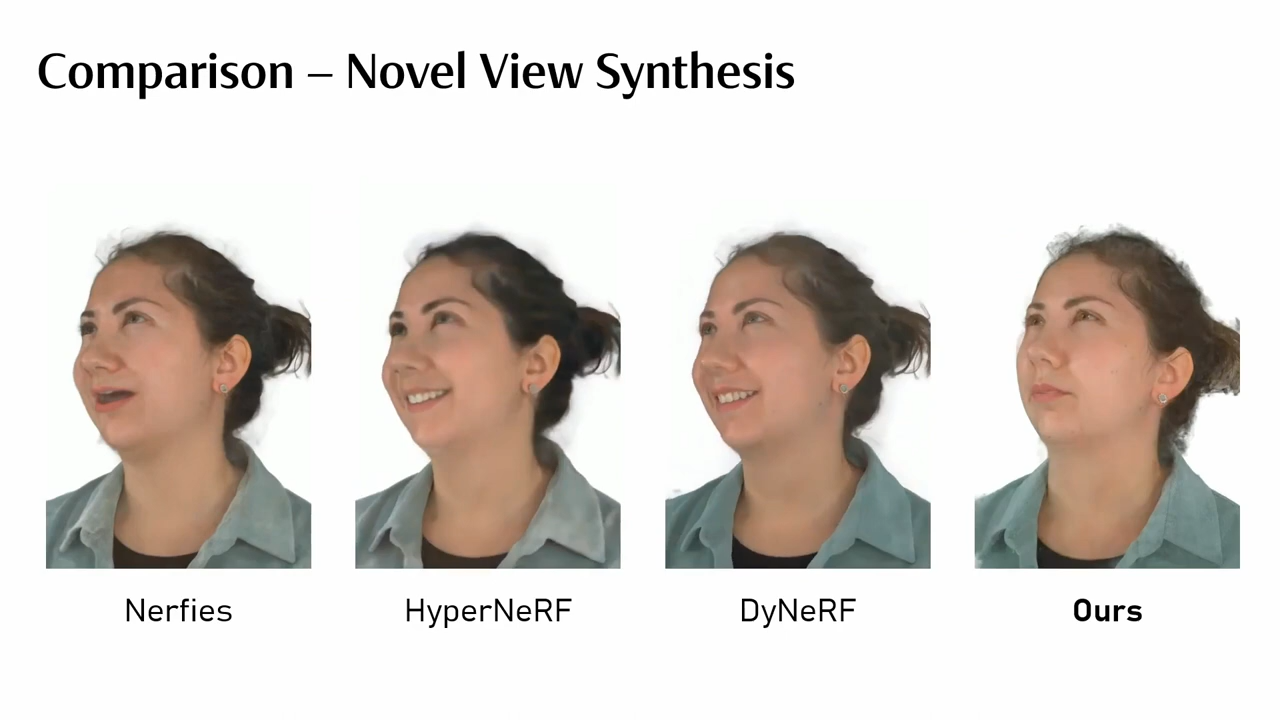 Comparison – Novel View Synthesis
Nerfies
HyperNeRF
DyNeRF
Ours